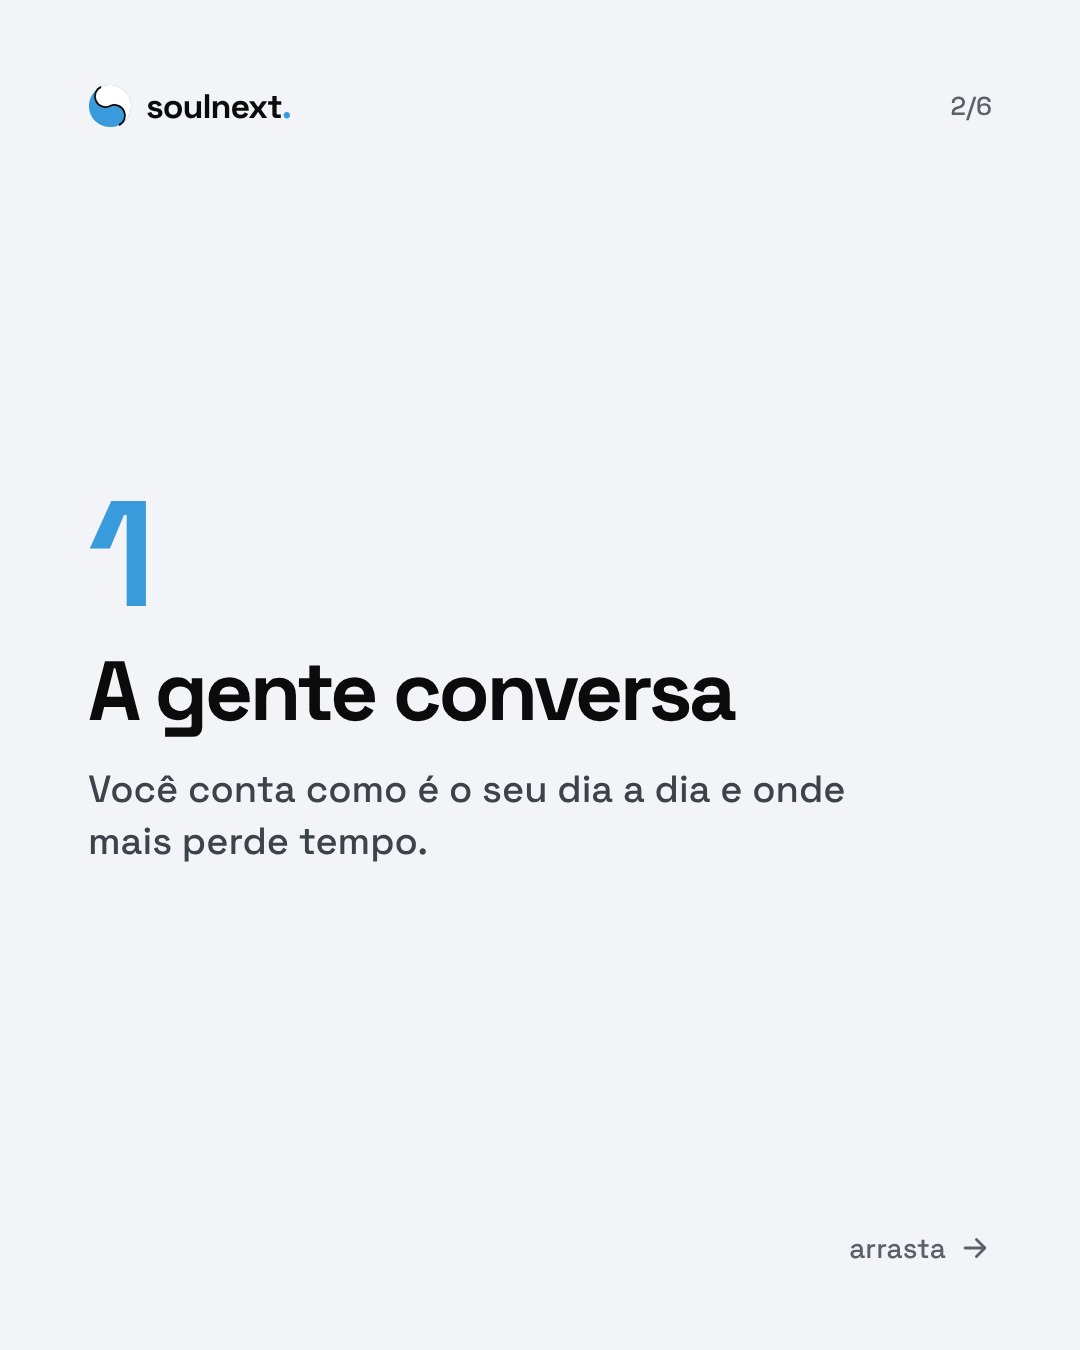 soulnext.
2/6
1
A gente conversa
Você conta como é o seu dia a dia e onde
mais perde tempo.
arrasta →